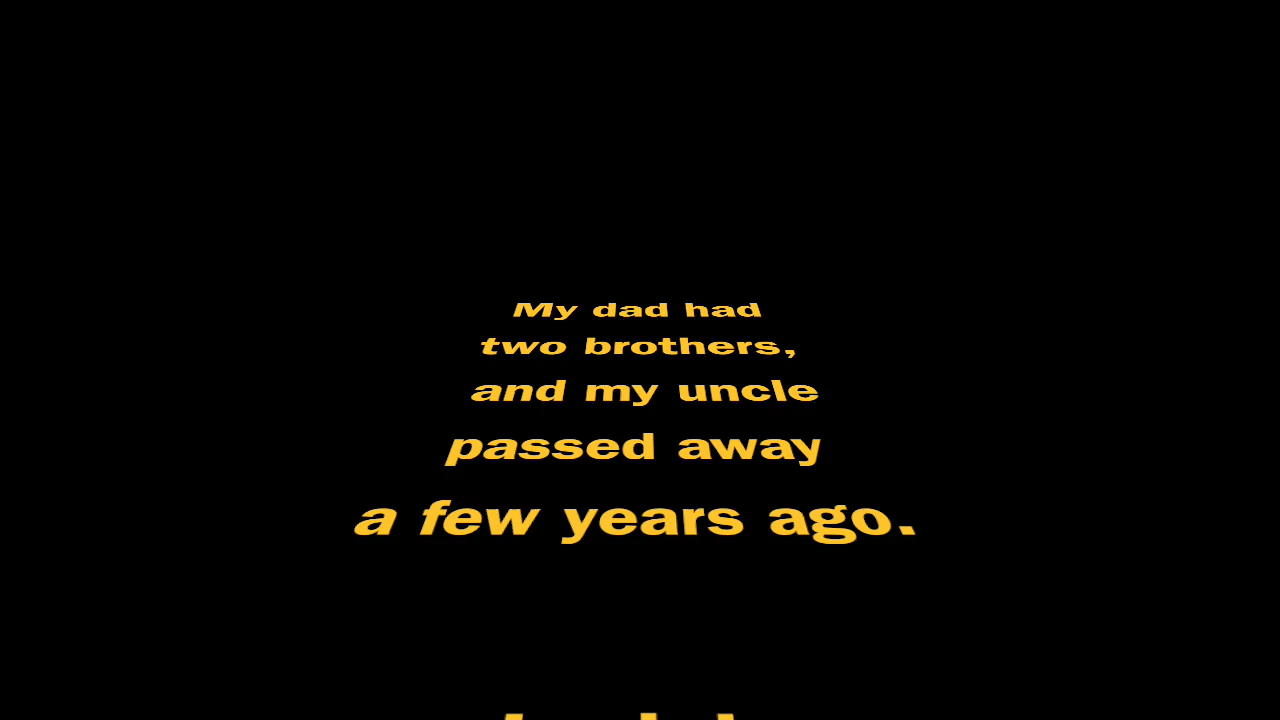 My dad had
two brothers,
and my uncle
passed away
a few years ago.